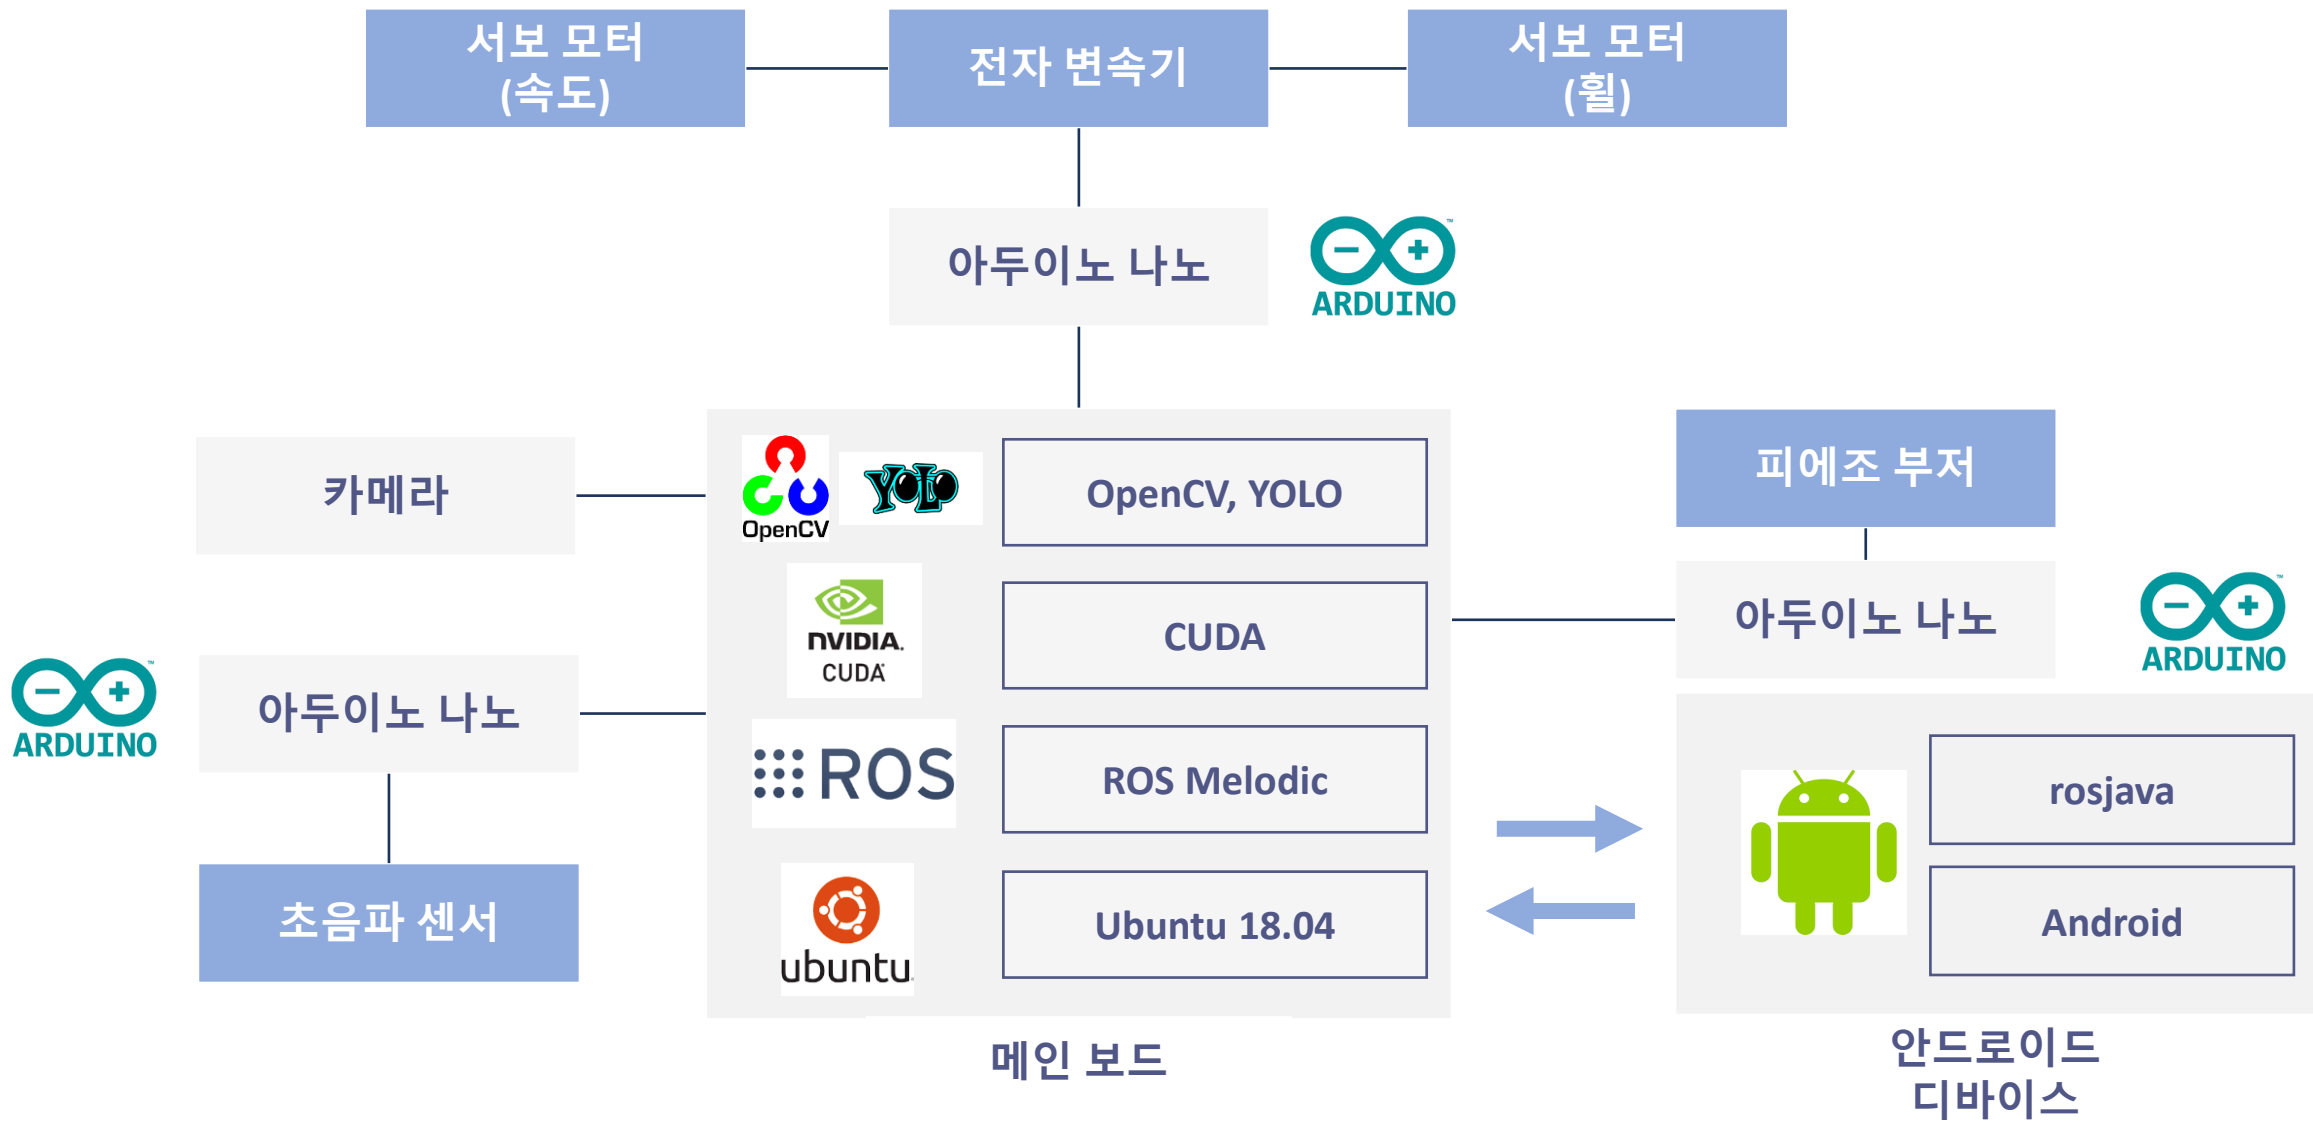 서보 모터
(속도)
전자 변속기
서보 모터
(휠)
아두이노 나노
ARDUINO
카메라
OpenCV
YOLO
OpenCV, YOLO
피에조 부저
NVIDIA.
CUDA
CUDA
아두이노 나노
ARDUINO
ARDUINO
아두이노 나노
ROS
ROS Melodic
rosjava
초음파 센서
ubuntu
Ubuntu 18.04
Android
메인 보드
안드로이드
디바이스